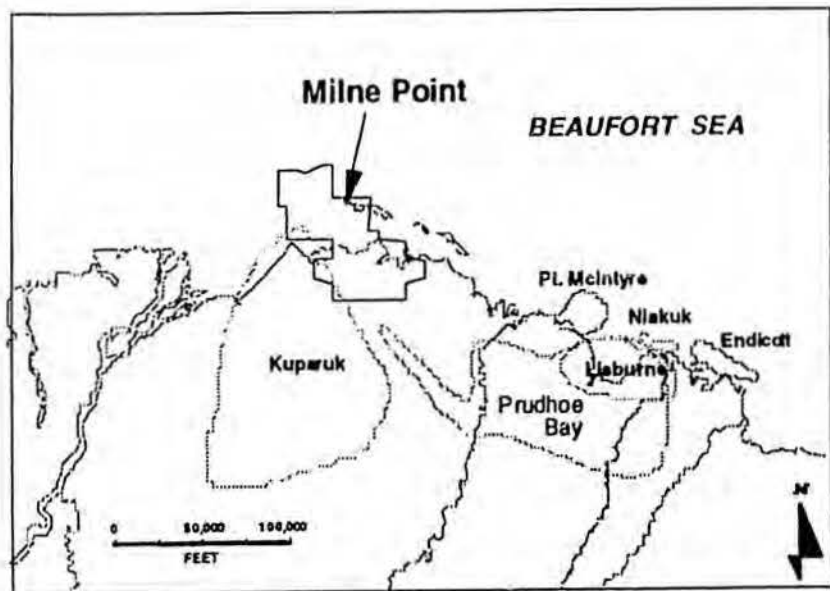 Milne Point
BEAUFORT SEA
Pt. McIntyre
Niakuk
Endicott
Lisburne
Kuparuk
Prudhoe
Bay
N
0 50,000 100,000
FEET